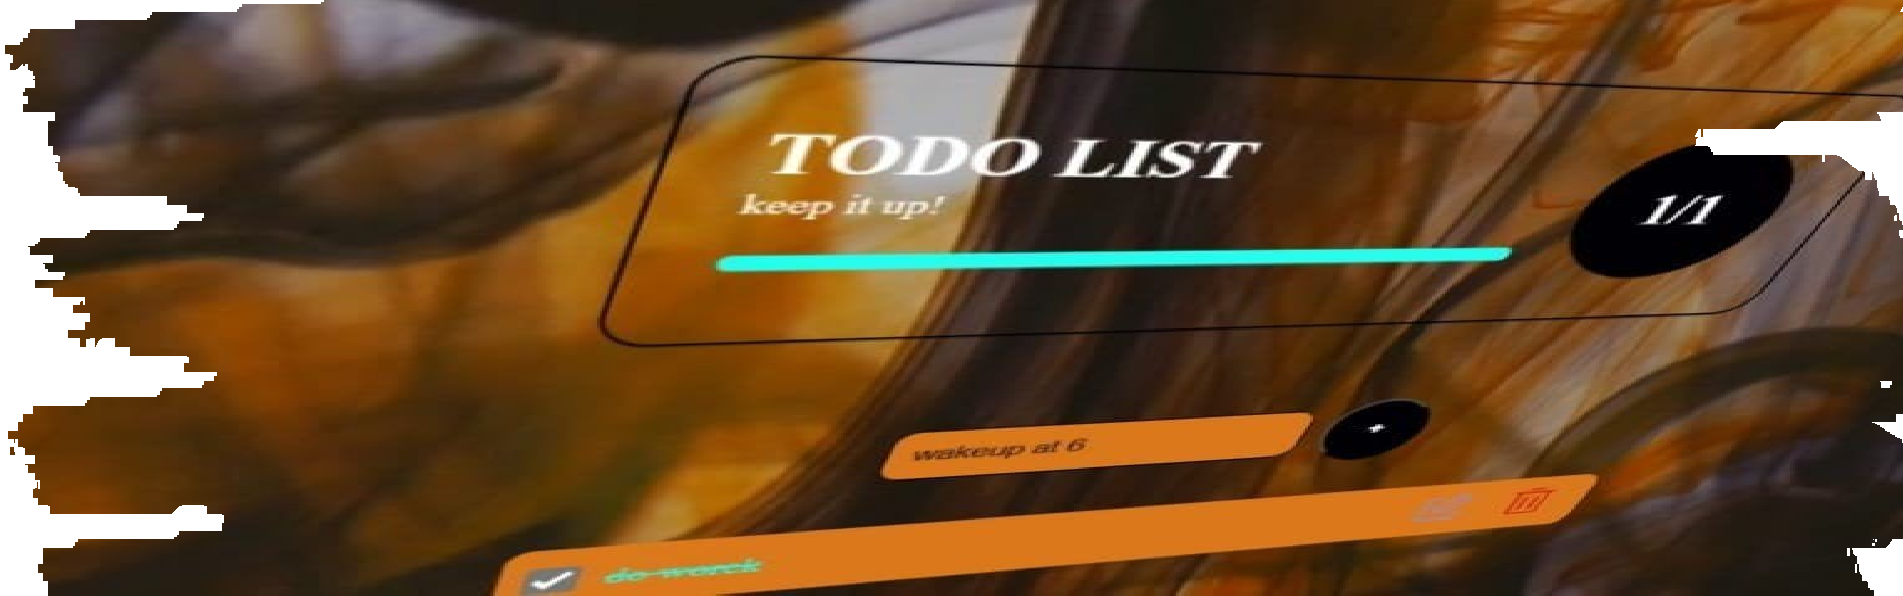 TODO LIST
keep it up!
1/1
wakeup at 6
+
do worck